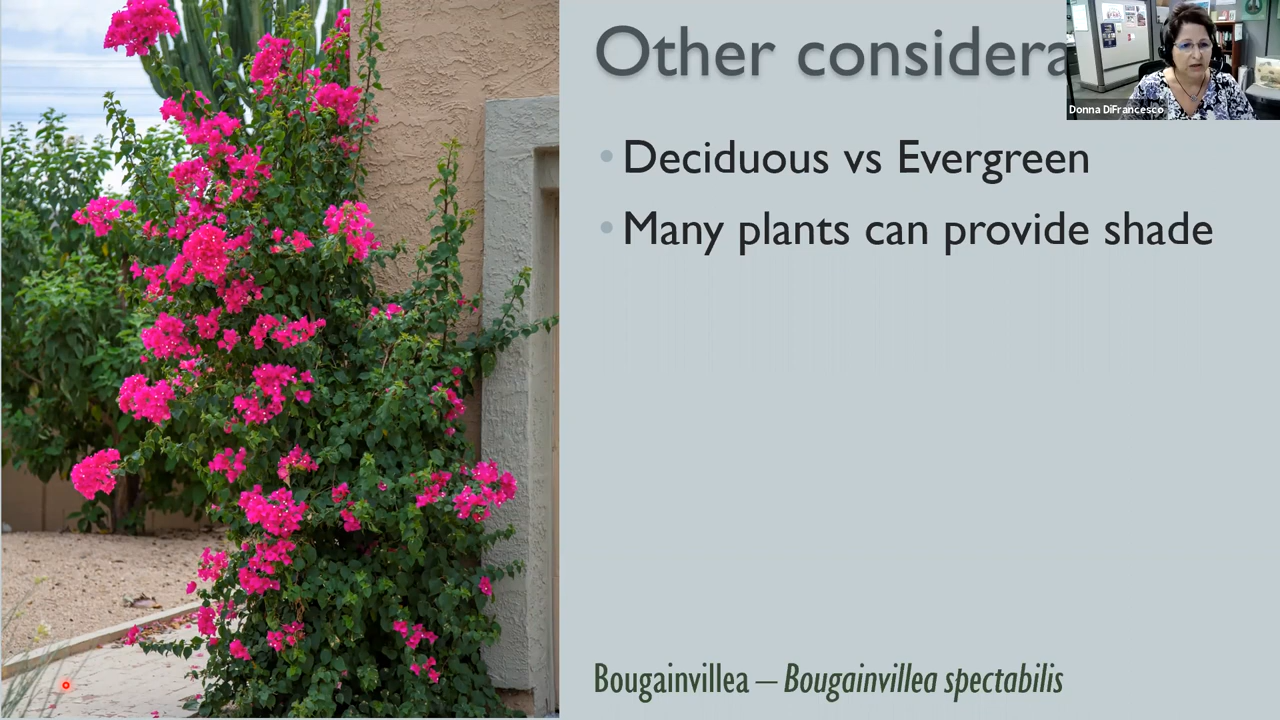 Other considera
Donna DiFrancesco
• Deciduous vs Evergreen
• Many plants can provide shade
Bougainvillea – Bougainvillea spectabilis